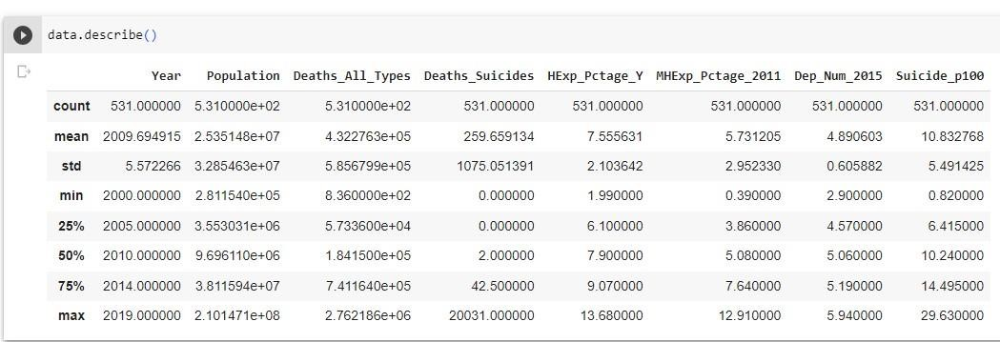 data.describe()
Year Population Deaths_All_Types Deaths_Suicides HExp_Pctage_Y MHExp_Pctage_2011 Dep_Num_2015 Suicide_p100
count 531.000000 5.310000e+02 5.310000e+02 531.000000 531.000000 531.000000 531.000000 531.000000
mean 2009.694915 2.535148e+07 4.322763e+05 259.659134 7.555631 5.731205 4.890603 10.832768
std 5.572266 3.285463e+07 5.856799e+05 1075.051391 2.103642 2.952330 0.605882 5.491425
min 2000.000000 2.811540e+05 8.360000e+02 0.000000 1.990000 0.390000 2.900000 0.820000
25% 2005.000000 3.553031e+06 5.733600e+04 0.000000 6.100000 3.860000 4.570000 6.415000
50% 2010.000000 9.696110e+06 1.841500e+05 2.000000 7.900000 5.080000 5.060000 10.240000
75% 2014.000000 3.811594e+07 7.411640e+05 42.500000 9.070000 7.640000 5.190000 14.495000
max 2019.000000 2.101471e+08 2.762186e+06 20031.000000 13.680000 12.910000 5.940000 29.630000